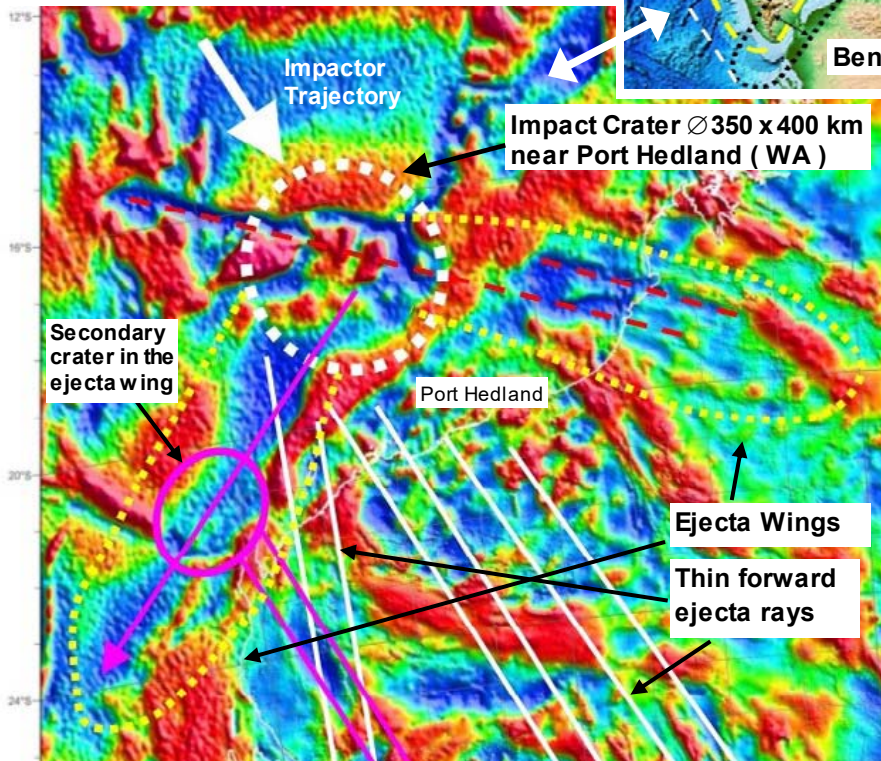 12°S
Ben
Impactor
Trajectory
Impact Crater ∅ 350 x 400 km
near Port Hedland ( WA )
16°S
Secondary
crater in the
ejecta wing
Port Hedland
20°S
Ejecta Wings
Thin forward
ejecta rays
24°S